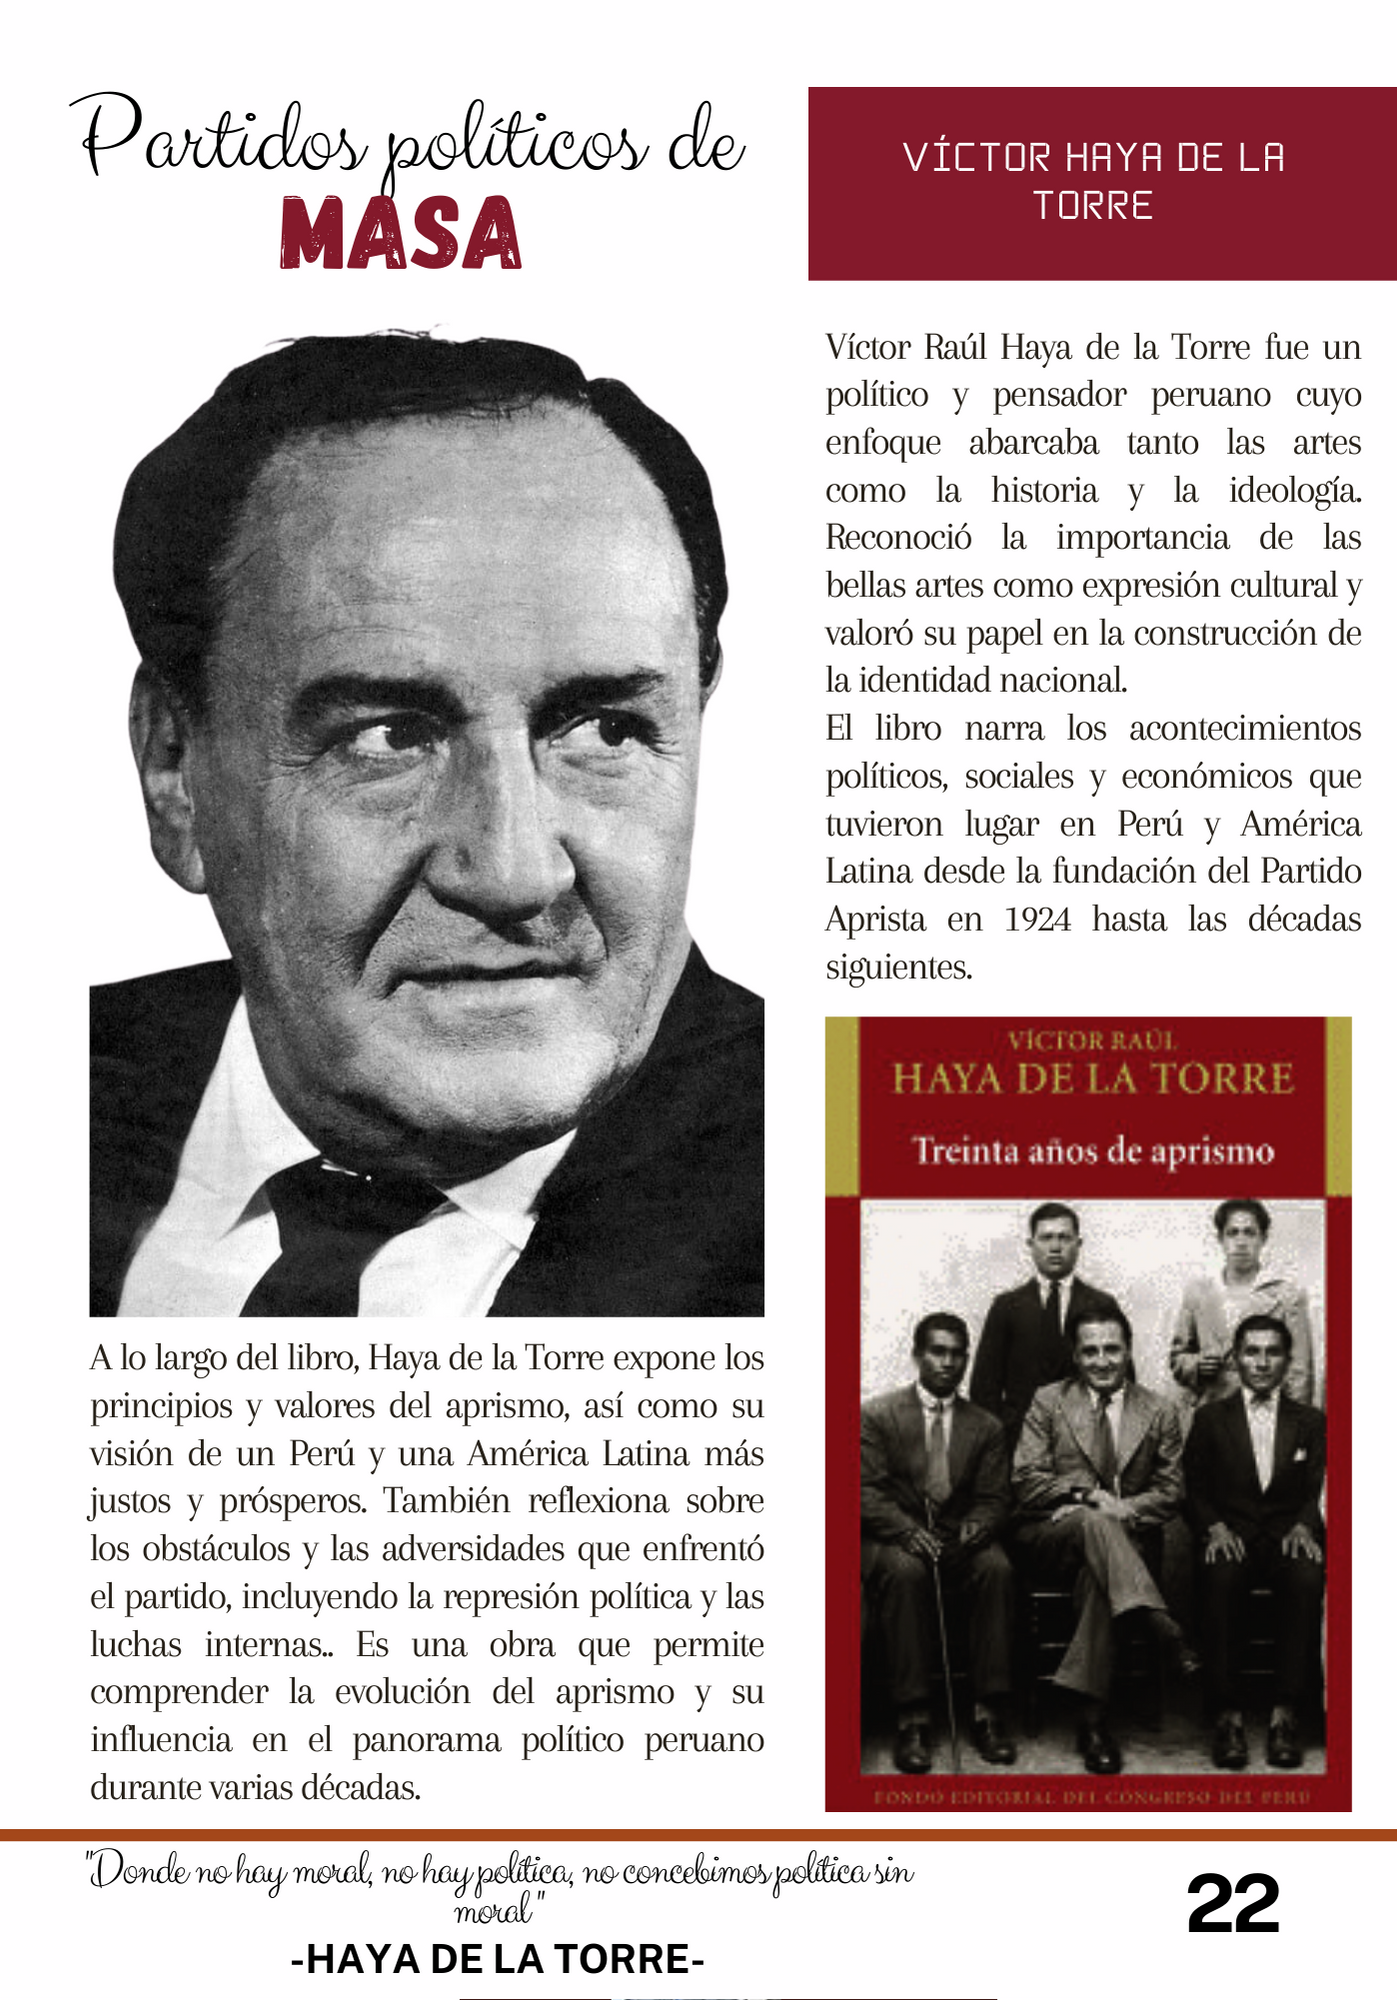 Partidos políticos de
MASA
VÍCTOR HAYA DE LA
TORRE
Víctor Raúl Haya de la Torre fue un
político y pensador peruano cuyo
enfoque abarcaba tanto las artes
como la historia y la ideología.
Reconoció la importancia de las
bellas artes como expresión cultural y
valoró su papel en la construcción de
la identidad nacional.
El libro narra los acontecimientos
políticos, sociales y económicos que
tuvieron lugar en Perú y América
Latina desde la fundación del Partido
Aprista en 1924 hasta las décadas
siguientes.
VÍCTOR RAÚL
HAYA DE LA TORRE
Treinta años de aprismo
FONDO EDITORIAL DEL CONGRESO DEL PERÚ
A lo largo del libro, Haya de la Torre expone los
principios y valores del aprismo, así como su
visión de un Perú y una América Latina más
justos y prósperos. También reflexiona sobre
los obstáculos y las adversidades que enfrentó
el partido, incluyendo la represión política y las
luchas internas.. Es una obra que permite
comprender la evolución del aprismo y su
influencia en el panorama político peruano
durante varias décadas.
"Donde no hay moral, no hay política, no concebimos política sin
moral"
-HAYA DE LA TORRE-
22